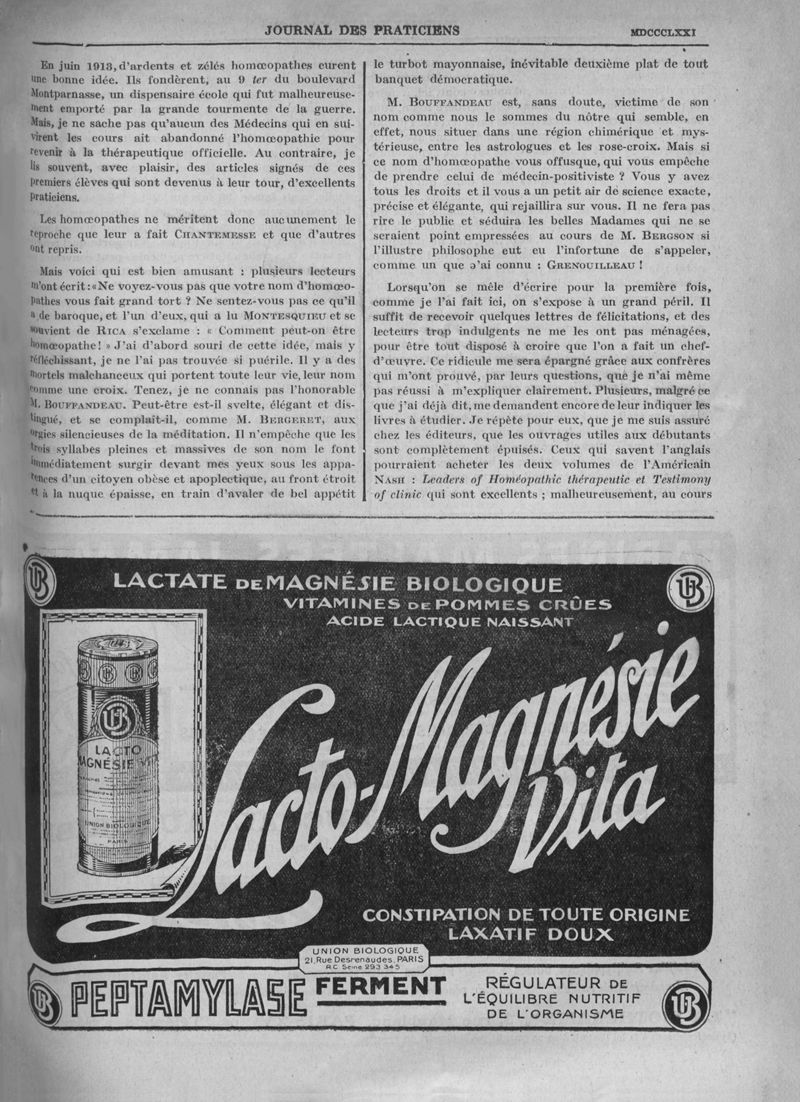 JOURNAL DES PRATICIENS
MDCCCLXXI
En juin 1913, d'ardents et zélés homœopathes eurent
une bonne idée. Ils fondèrent, au 9 ter du boulevard
Montparnasse, un dispensaire école qui fut malheureuse-
ment emporté par la grande tourmente de la guerre.
Mais, je ne sache pas qu'aucun des Médecins qui en sui-
virent les cours ait abandonné l'homœopathie pour
revenir à la thérapeutique officielle. Au contraire, je
lis souvent, avec plaisir, des articles signés de ces
premiers élèves qui sont devenus à leur tour, d'excellents
praticiens.
Les homœopathes ne méritent donc aucunement le
reproche que leur a fait CHANTEMESSE et que d'autres
ont repris.
Mais voici qui est bien amusant : plusieurs lecteurs
m'ont écrit : «Ne voyez-vous pas que votre nom d'homœo-
pathes vous fait grand tort ? Ne sentez-vous pas ce qu'il
a de baroque, et l'un d'eux, qui a lu MONTESQUIEU et se
souvient de RICA s'exclame : « Comment peut-on être
homœopathe! » J'ai d'abord souri de cette idée, mais y
réfléchissant, je ne l'ai pas trouvée si puérile. Il y a des
mortels malchanceux qui portent toute leur vie, leur nom
comme une croix. Tenez, je ne connais pas l'honorable
M. BOUFFANDEAU. Peut-être est-il svelte, élégant et dis-
tingué, et se complaît-il, comme M. BERGERET, aux
orgies silencieuses de la méditation. Il n'empêche que les
trois syllabes pleines et massives de son nom le font
immédiatement surgir devant mes yeux sous les appa-
rences d'un citoyen obèse et apoplectique, au front étroit
et à la nuque épaisse, en train d'avaler de bel appétit
le turbot mayonnaise, inévitable deuxième plat de tout
banquet démocratique.
M. BOUFFANDEAU est, sans doute, victime de son
nom comme nous le sommes du nôtre qui semble, en
effet, nous situer dans une région chimérique et mys-
térieuse, entre les astrologues et les rose-croix. Mais si
ce nom d'homœopathe vous offusque, qui vous empêche
de prendre celui de médecin-positiviste ? Vous y avez
tous les droits et il vous a un petit air de science exacte,
précise et élégante, qui rejaillira sur vous. Il ne fera pas
rire le public et séduira les belles Madames qui ne se
seraient point empressées au cours de M. BERGSON si
l'illustre philosophe eut eu l'infortune de s'appeler,
comme un que j'ai connu : GRENOUILLEAU !
Lorsqu'on se mêle d'écrire pour la première fois,
comme je l'ai fait ici, on s'expose à un grand péril. Il
suffit de recevoir quelques lettres de félicitations, et des
lecteurs trop indulgents ne me les ont pas ménagées,
pour être tout disposé à croire que l'on a fait un chef-
d'œuvre. Ce ridicule me sera épargné grâce aux confrères
qui m'ont prouvé, par leurs questions, que je n'ai même
pas réussi à m'expliquer clairement. Plusieurs, malgré ce
que j'ai déjà dit, me demandent encore de leur indiquer les
livres à étudier. Je répète pour eux, que je me suis assuré
chez les éditeurs, que les ouvrages utiles aux débutants
sont complètement épuisés. Ceux qui savent l'anglais
pourraient acheter les deux volumes de l'Américain
NASH : Leaders of Homéopathic thérapeutic et Testimony
of clinic qui sont excellents ; malheureusement, au cours
LACTATE DE MAGNÉSIE BIOLOGIQUE
VITAMINES DE POMMES CRÛES
ACIDE LACTIQUE NAISSANT
UB
UB
UB
LACTO
MAGNÉSIE VITA
UNION BIOLOGIQUE
PARIS
Lacto-Magnésie
Vita
CONSTIPATION DE TOUTE ORIGINE
LAXATIF DOUX
UNION BIOLOGIQUE
21, Rue Desrenaudes, PARIS
R.C. Seine 293 345
UB
PEPTAMYLASE
FERMENT
RÉGULATEUR DE
L'ÉQUILIBRE NUTRITIF
DE L'ORGANISME
UB